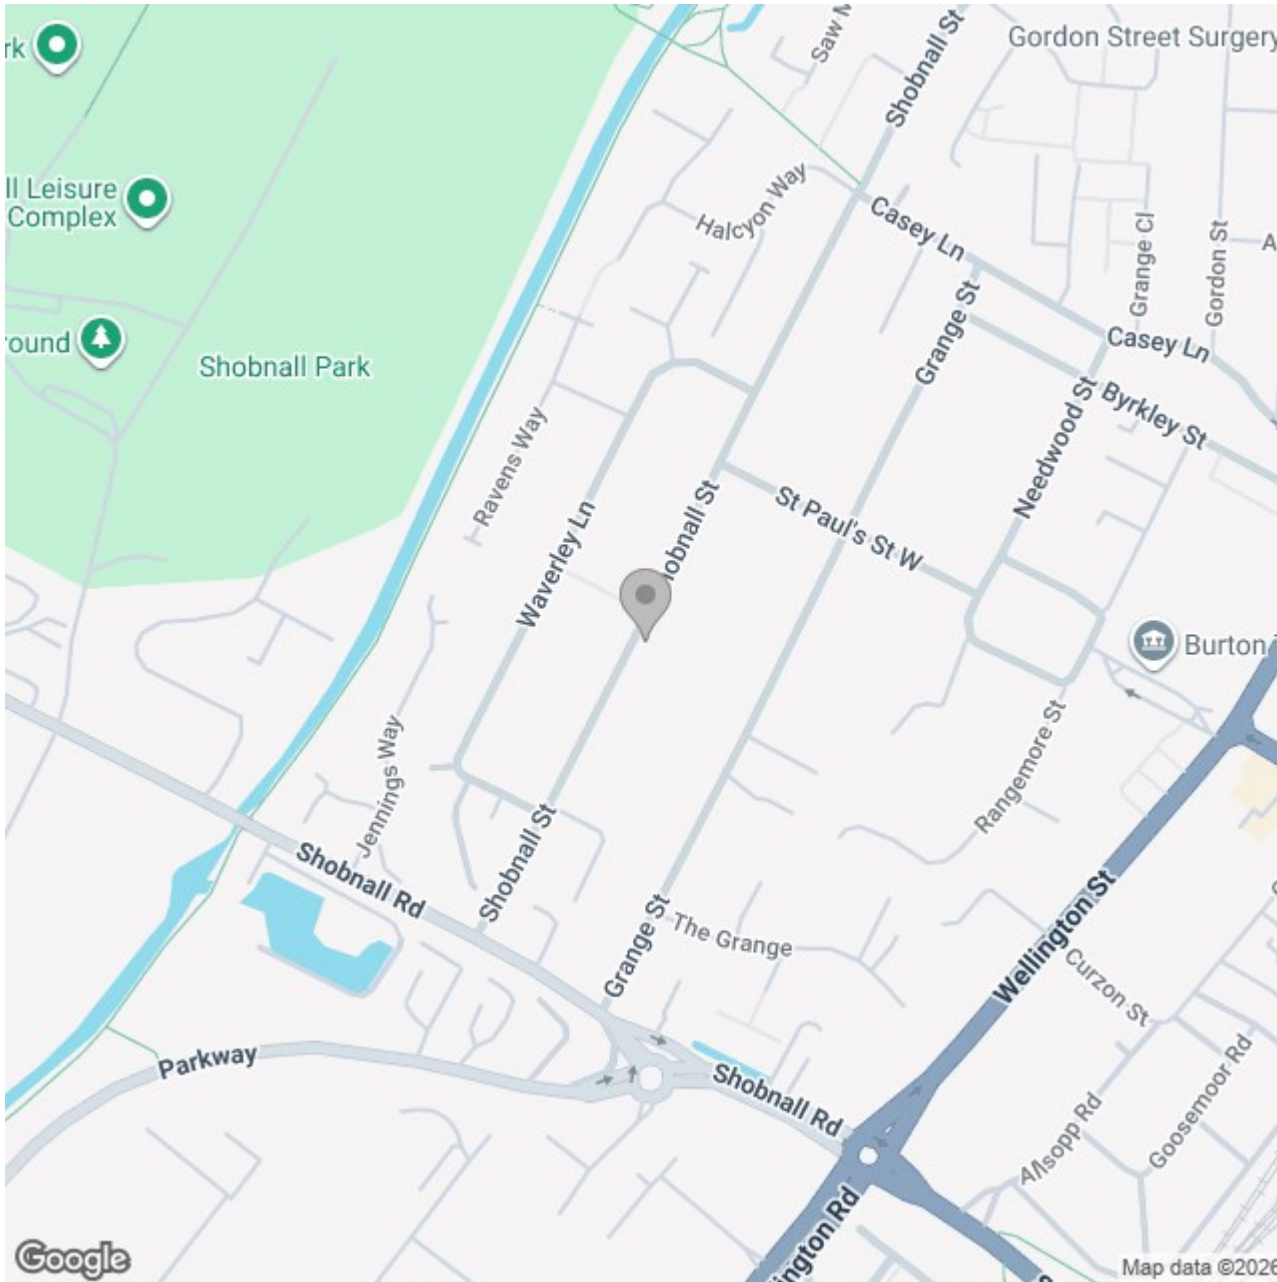 rk
Saw M
Shobnall St
Gordon Street Surgery
ll Leisure
Complex
Halcyon Way
Casey Ln
Grange Cl
Gordon St
A
round
Shobnall Park
Grange St
Casey Ln
Ravens Way
Needwood St
Byrkley St
Waverley Ln
hobnall St
St Paul's St W
Burton
Jennings Way
Rangemore St
Shobnall Rd
Shobnall St
Grange St
The Grange
Wellington St
Curzon St
Parkway
Shobnall Rd
Allsopp Rd
Goosemoor Rd
lington Rd
Google
Map data ©2026